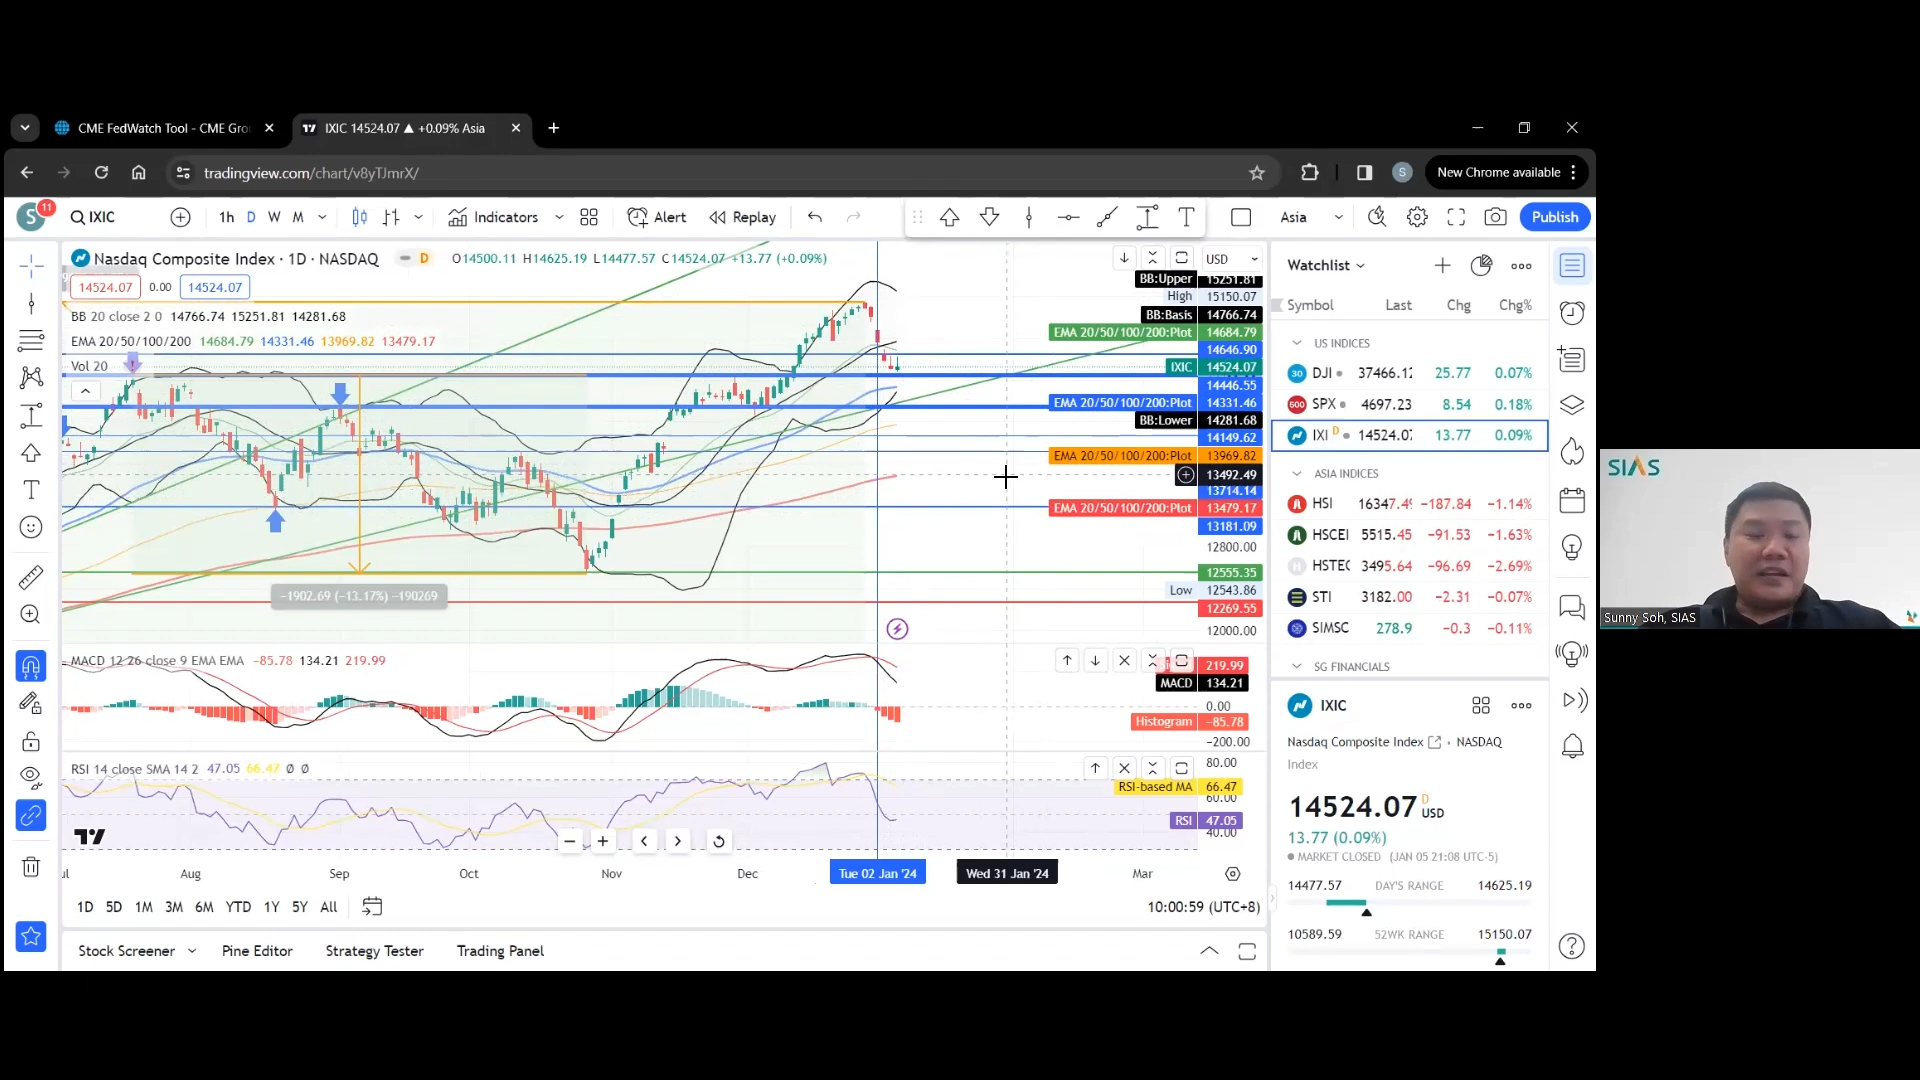 CME FedWatch Tool - CME Gro
IXIC 14524.07 ▲ +0.09% Asia
tradingview.com/chart/v8yTJmrX/
S
New Chrome available
S
11
IXIC
1h D W M
Indicators
Alert
Replay
Asia
Publish
Nasdaq Composite Index · 1D · NASDAQ
D
O14500.11 H14625.19 L14477.57 C14524.07 +13.77 (+0.09%)
USD
14524.07
0.00
14524.07
BB 20 close 2 0 14766.74 15251.81 14281.68
EMA 20/50/100/200 14684.79 14331.46 13969.82 13479.17
Vol 20
BB:Upper 15251.81
High 15150.07
BB:Basis 14766.74
EMA 20/50/100/200:Plot 14684.79
14646.90
IXIC 14524.07
14446.55
EMA 20/50/100/200:Plot 14331.46
BB:Lower 14281.68
14149.62
EMA 20/50/100/200:Plot 13969.82
13492.49
13714.14
EMA 20/50/100/200:Plot 13479.17
13181.09
12800.00
12555.35
Low 12543.86
12269.55
12000.00
−1902.69 (−13.17%) −190269
MACD 12 26 close 9 EMA EMA −85.78 134.21 219.99
219.99
MACD 134.21
0.00
Histogram −85.78
−200.00
RSI 14 close SMA 14 2 47.05 66.47 Ø Ø
80.00
RSI-based MA 66.47
60.00
RSI 47.05
40.00
Aug Sep Oct Nov Dec Tue 02 Jan '24 Wed 31 Jan '24 Mar
1D 5D 1M 3M 6M YTD 1Y 5Y All
10:00:59 (UTC+8)
Stock Screener Pine Editor Strategy Tester Trading Panel
Watchlist
Symbol Last Chg Chg%
US INDICES
30 DJI 37466.12 25.77 0.07%
500 SPX 4697.23 8.54 0.18%
IXI D 14524.07 13.77 0.09%
ASIA INDICES
HSI 16347.49 −187.84 −1.14%
HSCEI 5515.45 −91.53 −1.63%
HSTEC 3495.64 −96.69 −2.69%
STI 3182.00 −2.31 −0.07%
SIMSC 278.9 −0.3 −0.11%
SG FINANCIALS
IXIC
Nasdaq Composite Index · NASDAQ
Index
14524.07 D USD
13.77 (0.09%)
MARKET CLOSED (JAN 05 21:08 UTC-5)
14477.57 DAY'S RANGE 14625.19
10589.59 52WK RANGE 15150.07
SIAS
Sunny Soh, SIAS